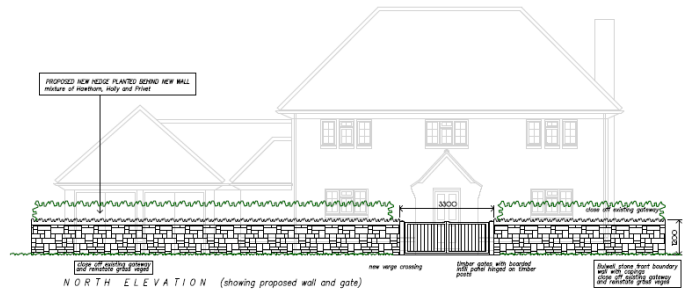 PROPOSED NEW HEDGE PLANTED BEHIND NEW WALL
mixture of Hawthorn, Holly and Privet
3300
close off existing gateway
1200
close off existing gateway
and reinstate grass veged
new verge crossing
Timber gates with boarded
infill panel hinged on timber
posts
Bulwell stone front boundary
wall with copings
close off existing gateway
and reinstate grass veged
NORTH ELEVATION (showing proposed wall and gate)